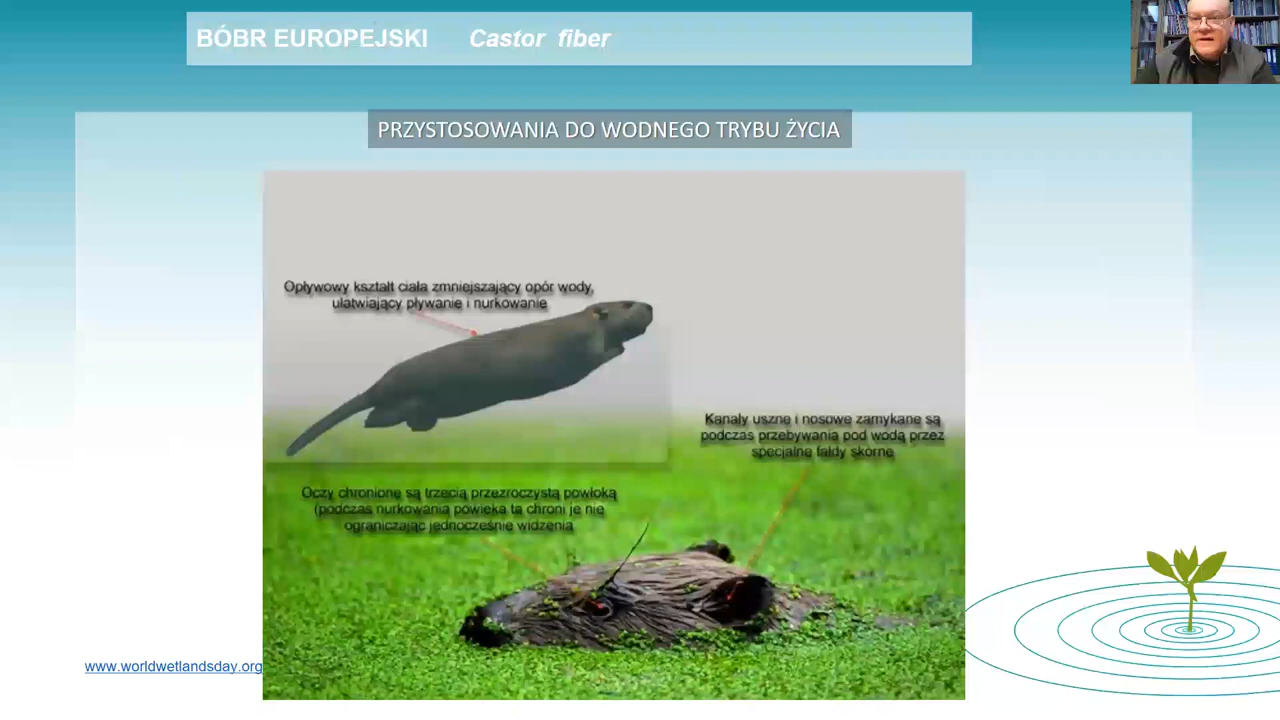 BÓBR EUROPEJSKI Castor fiber
PRZYSTOSOWANIA DO WODNEGO TRYBU ŻYCIA
Opływowy kształt ciała zmniejszający opór wody,
ułatwiający pływanie i nurkowanie
Kanały uszne i nosowe zamykane są
podczas przebywania pod wodą przez
specjalne fałdy skórne
Oczy chronione są trzecią przezroczystą powłoką
(podczas nurkowania powieka ta chroni je nie
ograniczając jednocześnie widzenia
www.worldwetlandsday.org